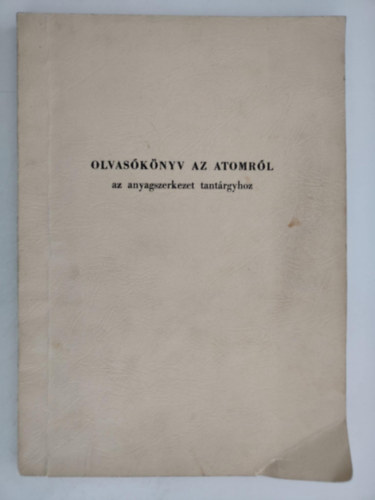 OLVASÓKÖNYV AZ ATOMRÓL
az anyagszerkezet tantárgyhoz